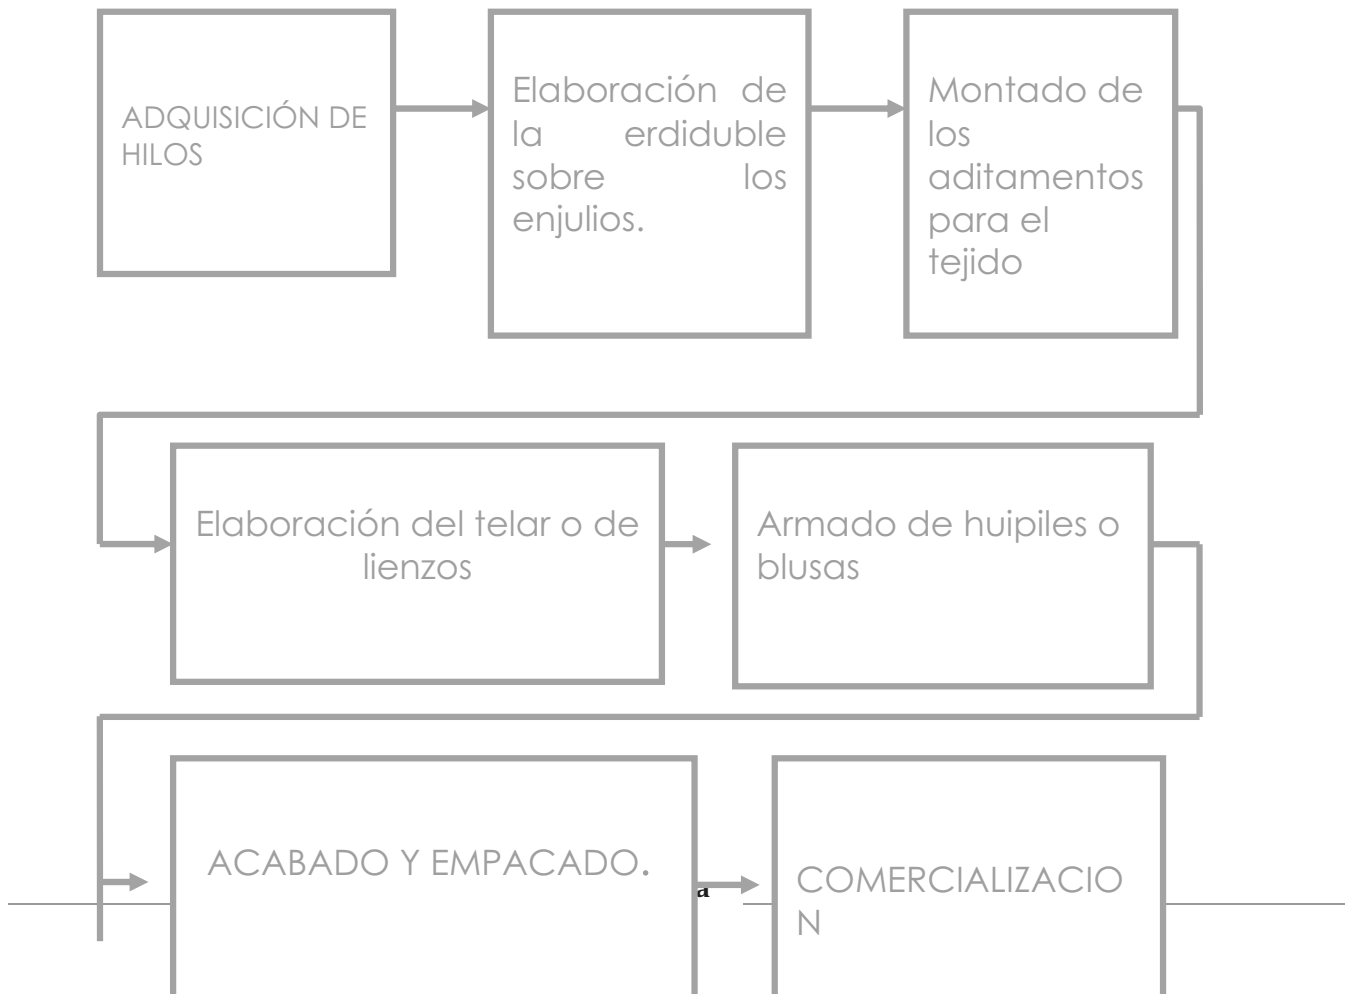 ADQUISICIÓN DE
HILOS
Elaboración de
la erdiduble
sobre los
enjulios.
Montado de
los
aditamentos
para el
tejido
Elaboración del telar o de
lienzos
Armado de huipiles o
blusas
ACABADO Y EMPACADO.
a
COMERCIALIZACIO
N